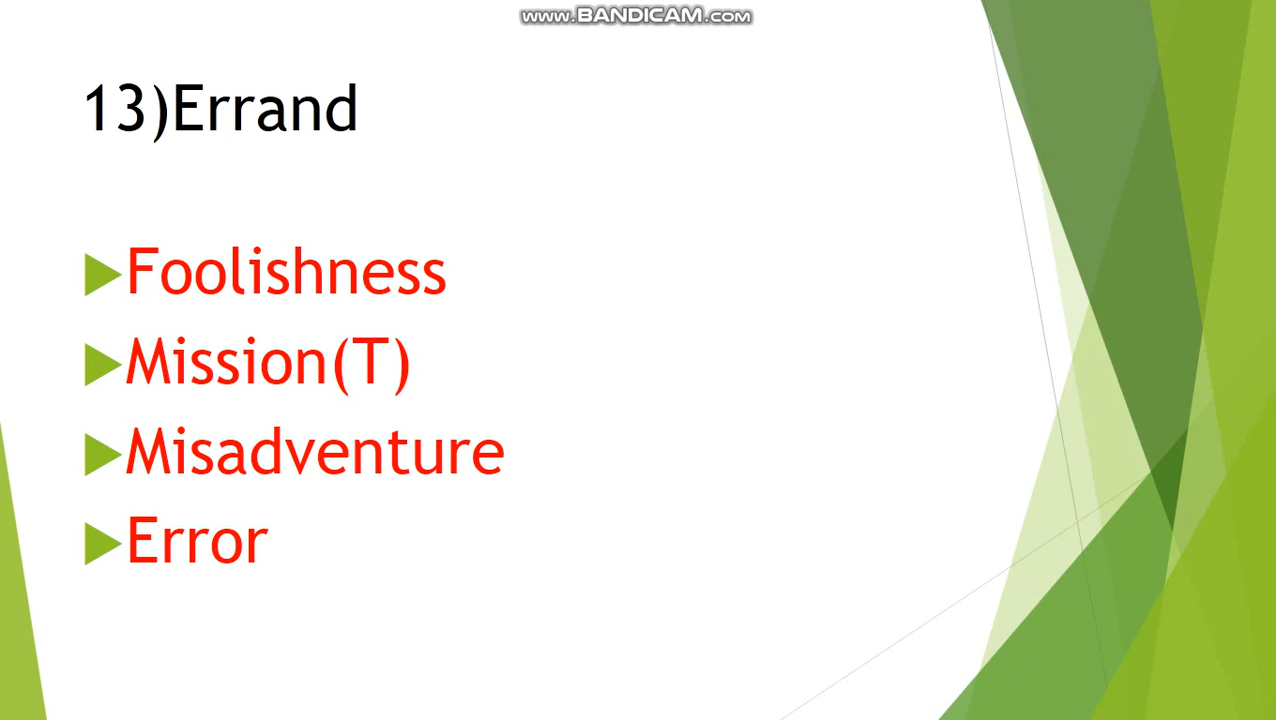 www.BANDICAM.com
13)Errand
Foolishness
Mission(T)
Misadventure
Error